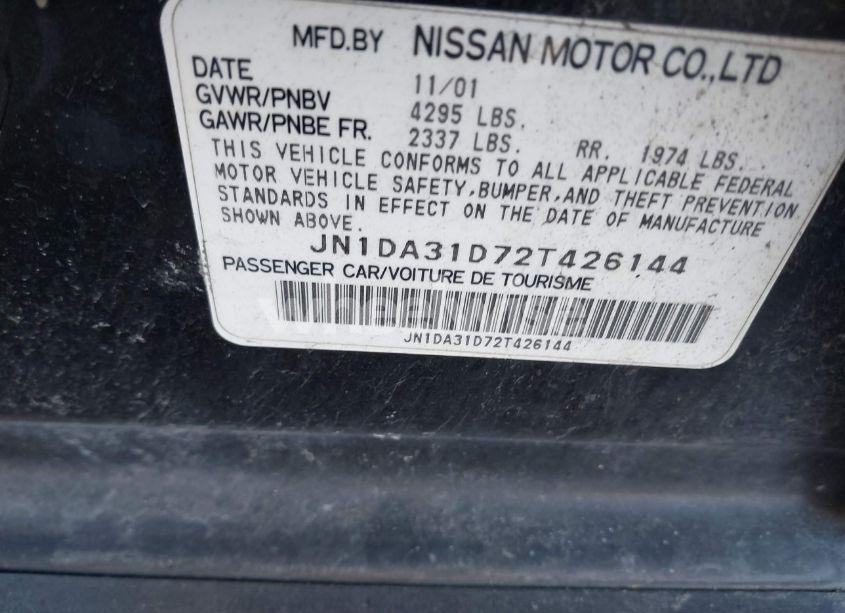 MFD.BY NISSAN MOTOR CO.,LTD
DATE 11/01
GVWR/PNBV 4295 LBS.
GAWR/PNBE FR. 2337 LBS. RR. 1974 LBS.
THIS VEHICLE CONFORMS TO ALL APPLICABLE FEDERAL
MOTOR VEHICLE SAFETY,BUMPER,AND THEFT PREVENTION
STANDARDS IN EFFECT ON THE DATE OF MANUFACTURE
SHOWN ABOVE.
JN1DA31D72T426144
PASSENGER CAR/VOITURE DE TOURISME
JN1DA31D72T426144